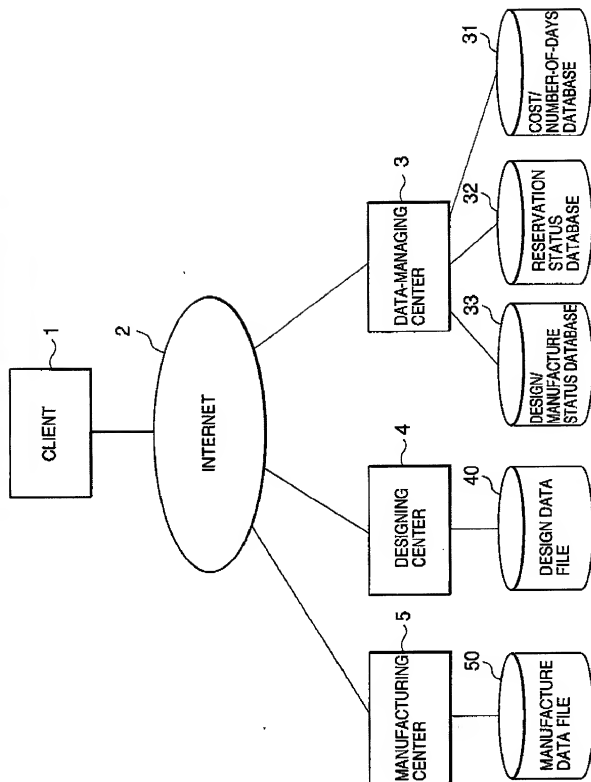 CLIENT
1
INTERNET
2
MANUFACTURING
CENTER
5
DESIGNING
CENTER
4
DATA-MANAGING
CENTER
3
MANUFACTURE
DATA FILE
50
DESIGN DATA
FILE
40
DESIGN/
MANUFACTURE
STATUS DATABASE
33
RESERVATION
STATUS
DATABASE
32
COST/
NUMBER-OF-DAYS
DATABASE
31